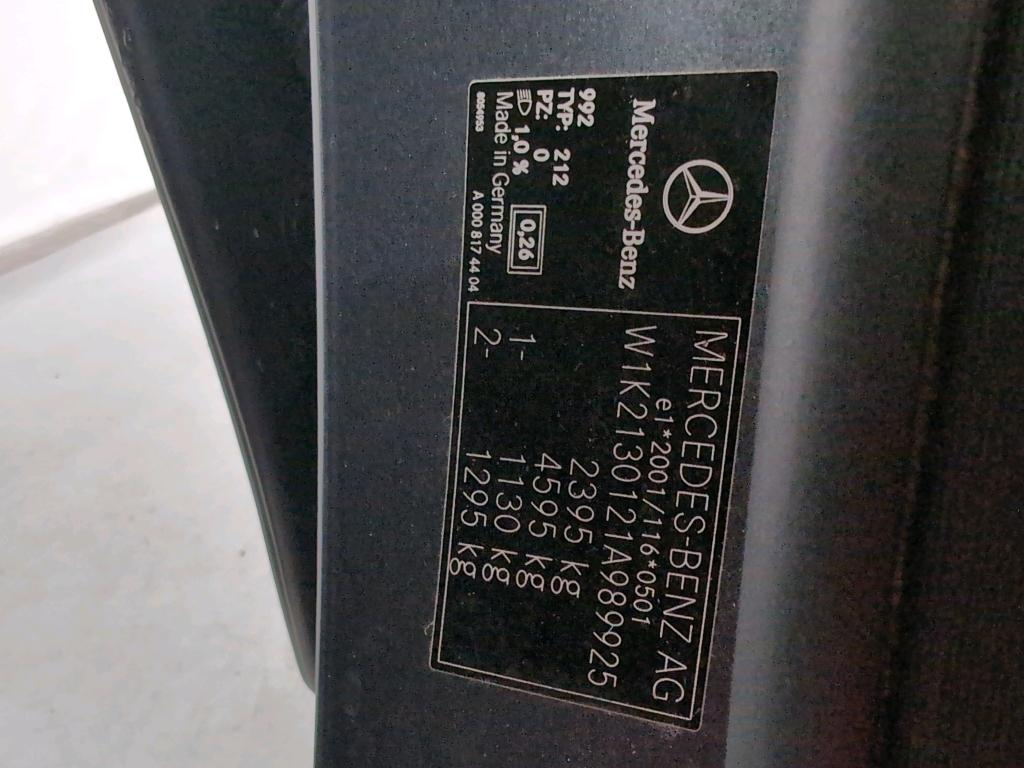 Mercedes-Benz
992
TYP: 212
PZ: 0
1,0 %
0,26
Made in Germany
6054953
A 000 817 44 04
MERCEDES-BENZ AG
e1*2001/116*0501
W1K2130121A989925
2395 kg
4595 kg
1- 1130 kg
2- 1295 kg